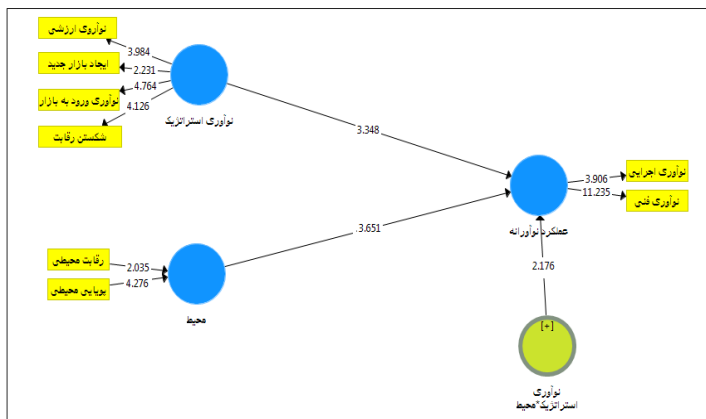 نوآروی ارزشی
3.984
ایجاد بازار جدید
2.231
نوآوری ورود به بازار
4.764
4.126
شکستن رقابت
نوآوری استراتژیک
3.348
3.906
نوآوری اجرایی
11.235
نوآوری فنی
عملکرد نوآورانه
3.651
رقابت محیطی
2.035
پویایی محیطی
4.276
محیط
2.176
[+]
نوآوری
استراتژیک*محیط